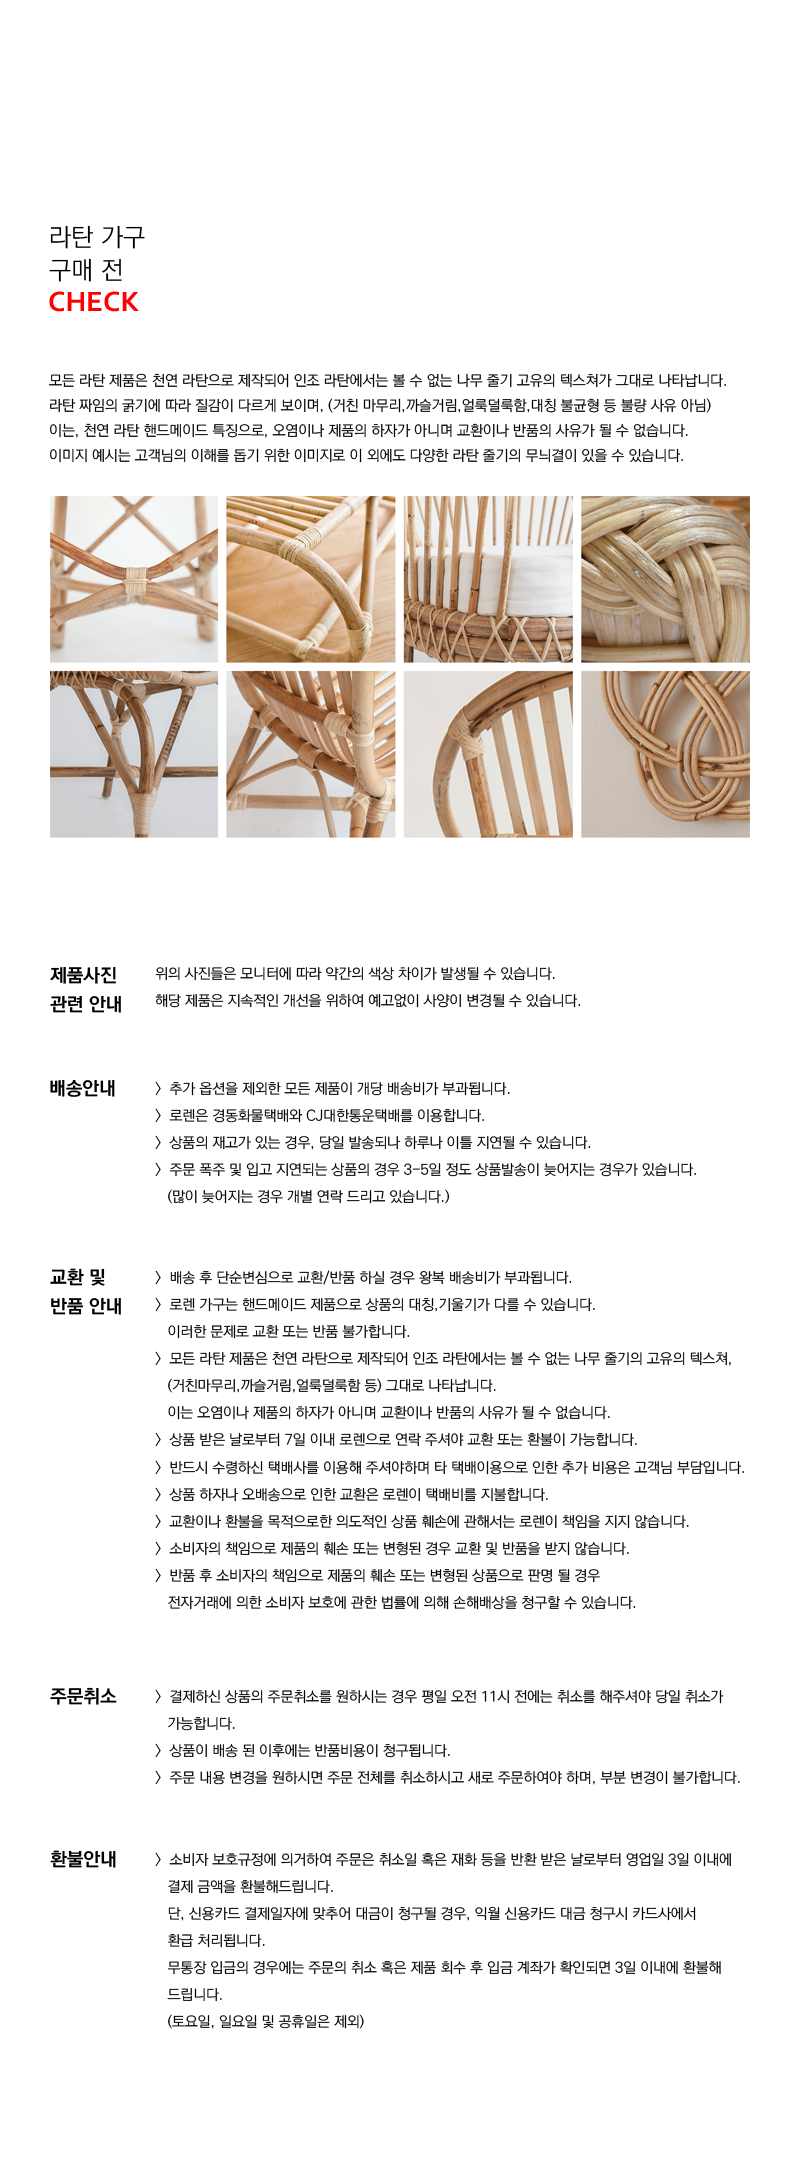 라탄 가구
구매 전
CHECK
모든 라탄 제품은 천연 라탄으로 제작되어 인조 라탄에서는 볼 수 없는 나무 줄기 고유의 텍스쳐가 그대로 나타납니다.
라탄 짜임의 굵기에 따라 질감이 다르게 보이며, (거친 마무리,까슬거림,얼룩덜룩함,대칭 불균형 등 불량 사유 아님)
이는, 천연 라탄 핸드메이드 특징으로, 오염이나 제품의 하자가 아니며 교환이나 반품의 사유가 될 수 없습니다.
이미지 예시는 고객님의 이해를 돕기 위한 이미지로 이 외에도 다양한 라탄 줄기의 무늬결이 있을 수 있습니다.
제품사진
관련 안내
위의 사진들은 모니터에 따라 약간의 색상 차이가 발생될 수 있습니다.
해당 제품은 지속적인 개선을 위하여 예고없이 사양이 변경될 수 있습니다.
배송안내
〉추가 옵션을 제외한 모든 제품이 개당 배송비가 부과됩니다.
〉로렌은 경동화물택배와 CJ대한통운택배를 이용합니다.
〉상품의 재고가 있는 경우, 당일 발송되나 하루나 이틀 지연될 수 있습니다.
〉주문 폭주 및 입고 지연되는 상품의 경우 3-5일 정도 상품발송이 늦어지는 경우가 있습니다.
(많이 늦어지는 경우 개별 연락 드리고 있습니다.)
교환 및
반품 안내
〉배송 후 단순변심으로 교환/반품 하실 경우 왕복 배송비가 부과됩니다.
〉로렌 가구는 핸드메이드 제품으로 상품의 대칭,기울기가 다를 수 있습니다.
이러한 문제로 교환 또는 반품 불가합니다.
〉모든 라탄 제품은 천연 라탄으로 제작되어 인조 라탄에서는 볼 수 없는 나무 줄기의 고유의 텍스쳐,
(거친마무리,까슬거림,얼룩덜룩함 등) 그대로 나타납니다.
이는 오염이나 제품의 하자가 아니며 교환이나 반품의 사유가 될 수 없습니다.
〉상품 받은 날로부터 7일 이내 로렌으로 연락 주셔야 교환 또는 환불이 가능합니다.
〉반드시 수령하신 택배사를 이용해 주셔야하며 타 택배이용으로 인한 추가 비용은 고객님 부담입니다.
〉상품 하자나 오배송으로 인한 교환은 로렌이 택배비를 지불합니다.
〉교환이나 환불을 목적으로한 의도적인 상품 훼손에 관해서는 로렌이 책임을 지지 않습니다.
〉소비자의 책임으로 제품의 훼손 또는 변형된 경우 교환 및 반품을 받지 않습니다.
〉반품 후 소비자의 책임으로 제품의 훼손 또는 변형된 상품으로 판명 될 경우
전자거래에 의한 소비자 보호에 관한 법률에 의해 손해배상을 청구할 수 있습니다.
주문취소
〉결제하신 상품의 주문취소를 원하시는 경우 평일 오전 11시 전에는 취소를 해주셔야 당일 취소가
가능합니다.
〉상품이 배송 된 이후에는 반품비용이 청구됩니다.
〉주문 내용 변경을 원하시면 주문 전체를 취소하시고 새로 주문하여야 하며, 부분 변경이 불가합니다.
환불안내
〉소비자 보호규정에 의거하여 주문은 취소일 혹은 재화 등을 반환 받은 날로부터 영업일 3일 이내에
결제 금액을 환불해드립니다.
단, 신용카드 결제일자에 맞추어 대금이 청구될 경우, 익월 신용카드 대금 청구시 카드사에서
환급 처리됩니다.
무통장 입금의 경우에는 주문의 취소 혹은 제품 회수 후 입금 계좌가 확인되면 3일 이내에 환불해
드립니다.
(토요일, 일요일 및 공휴일은 제외)